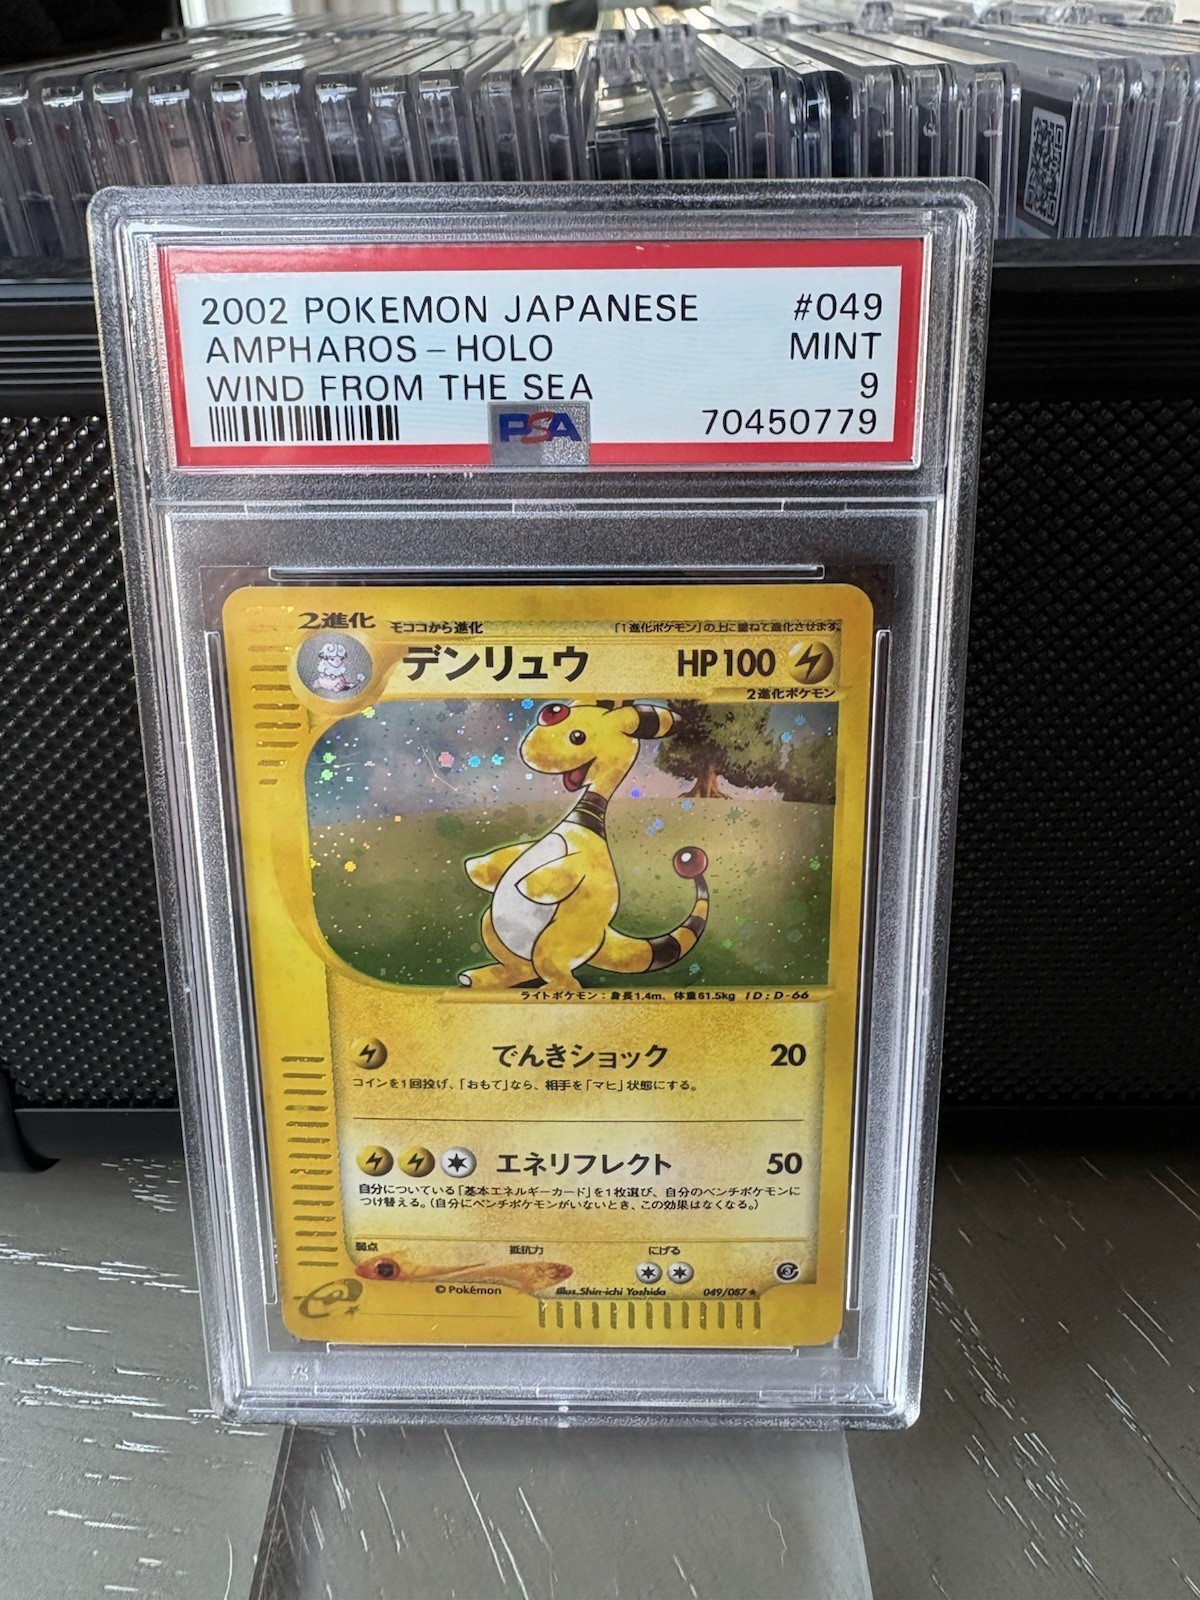 2002 POKEMON JAPANESE #049
AMPHAROS - HOLO MINT
WIND FROM THE SEA 9
PSA 70450779
2進化 モココから進化 「1進化ポケモン」の上に重ねて進化させます。
デンリュウ HP100
2進化ポケモン
ライトポケモン：身長1.4m、体重61.5kg ID：D-66
でんきショック 20
コインを1回投げ、「おもて」なら、相手を「マヒ」状態にする。
エネリフレクト 50
自分についている「基本エネルギーカード」を1枚選び、自分のベンチポケモンに
つけ替える。（自分にベンチポケモンがいないとき、この効果はなくなる。）
弱点 抵抗力 にげる
© Pokémon Illus. Shin-ichi Yoshida 049/087 ★
e